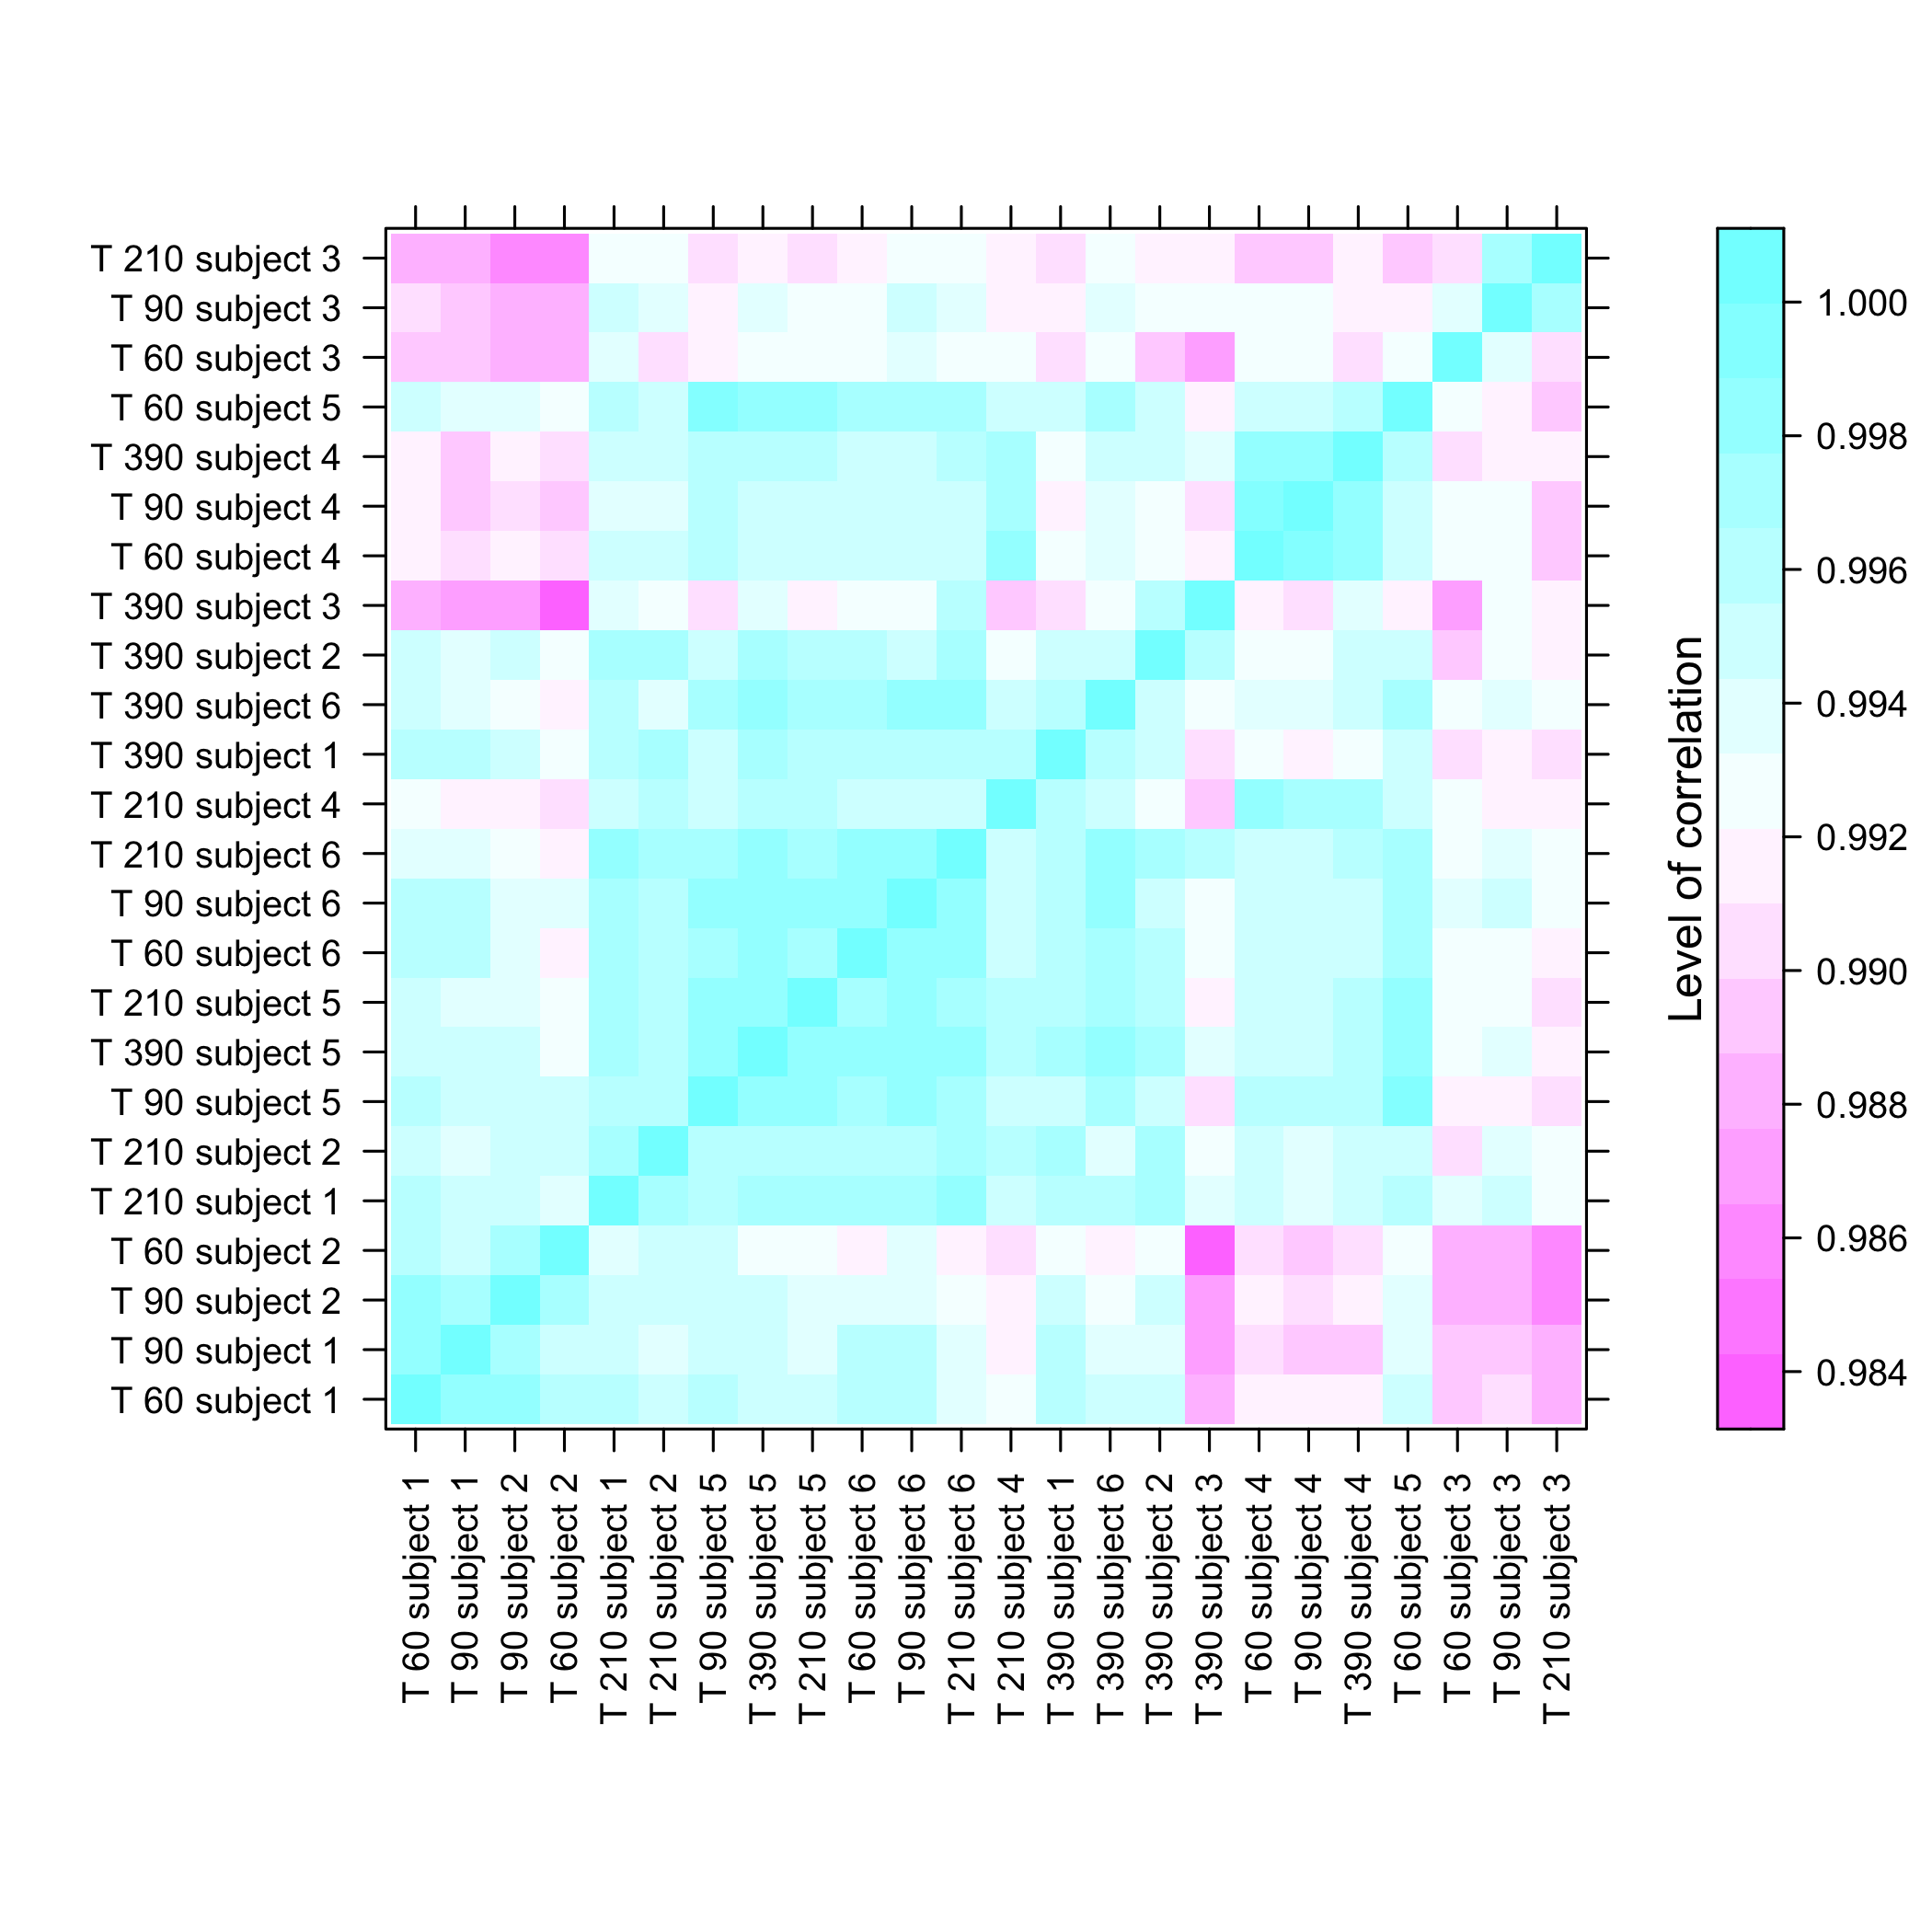 T 210 subject 3
T 90 subject 3
T 60 subject 3
T 60 subject 5
T 390 subject 4
T 90 subject 4
T 60 subject 4
T 390 subject 3
T 390 subject 2
T 390 subject 6
T 390 subject 1
T 210 subject 4
T 210 subject 6
T 90 subject 6
T 60 subject 6
T 210 subject 5
T 390 subject 5
T 90 subject 5
T 210 subject 2
T 210 subject 1
T 60 subject 2
T 90 subject 2
T 90 subject 1
T 60 subject 1
T 60 subject 1
T 90 subject 1
T 90 subject 2
T 60 subject 2
T 210 subject 1
T 210 subject 2
T 90 subject 5
T 390 subject 5
T 210 subject 5
T 60 subject 6
T 90 subject 6
T 210 subject 6
T 210 subject 4
T 390 subject 1
T 390 subject 6
T 390 subject 2
T 390 subject 3
T 60 subject 4
T 90 subject 4
T 390 subject 4
T 60 subject 5
T 60 subject 3
T 90 subject 3
T 210 subject 3
Level of correlation
1.000
0.998
0.996
0.994
0.992
0.990
0.988
0.986
0.984